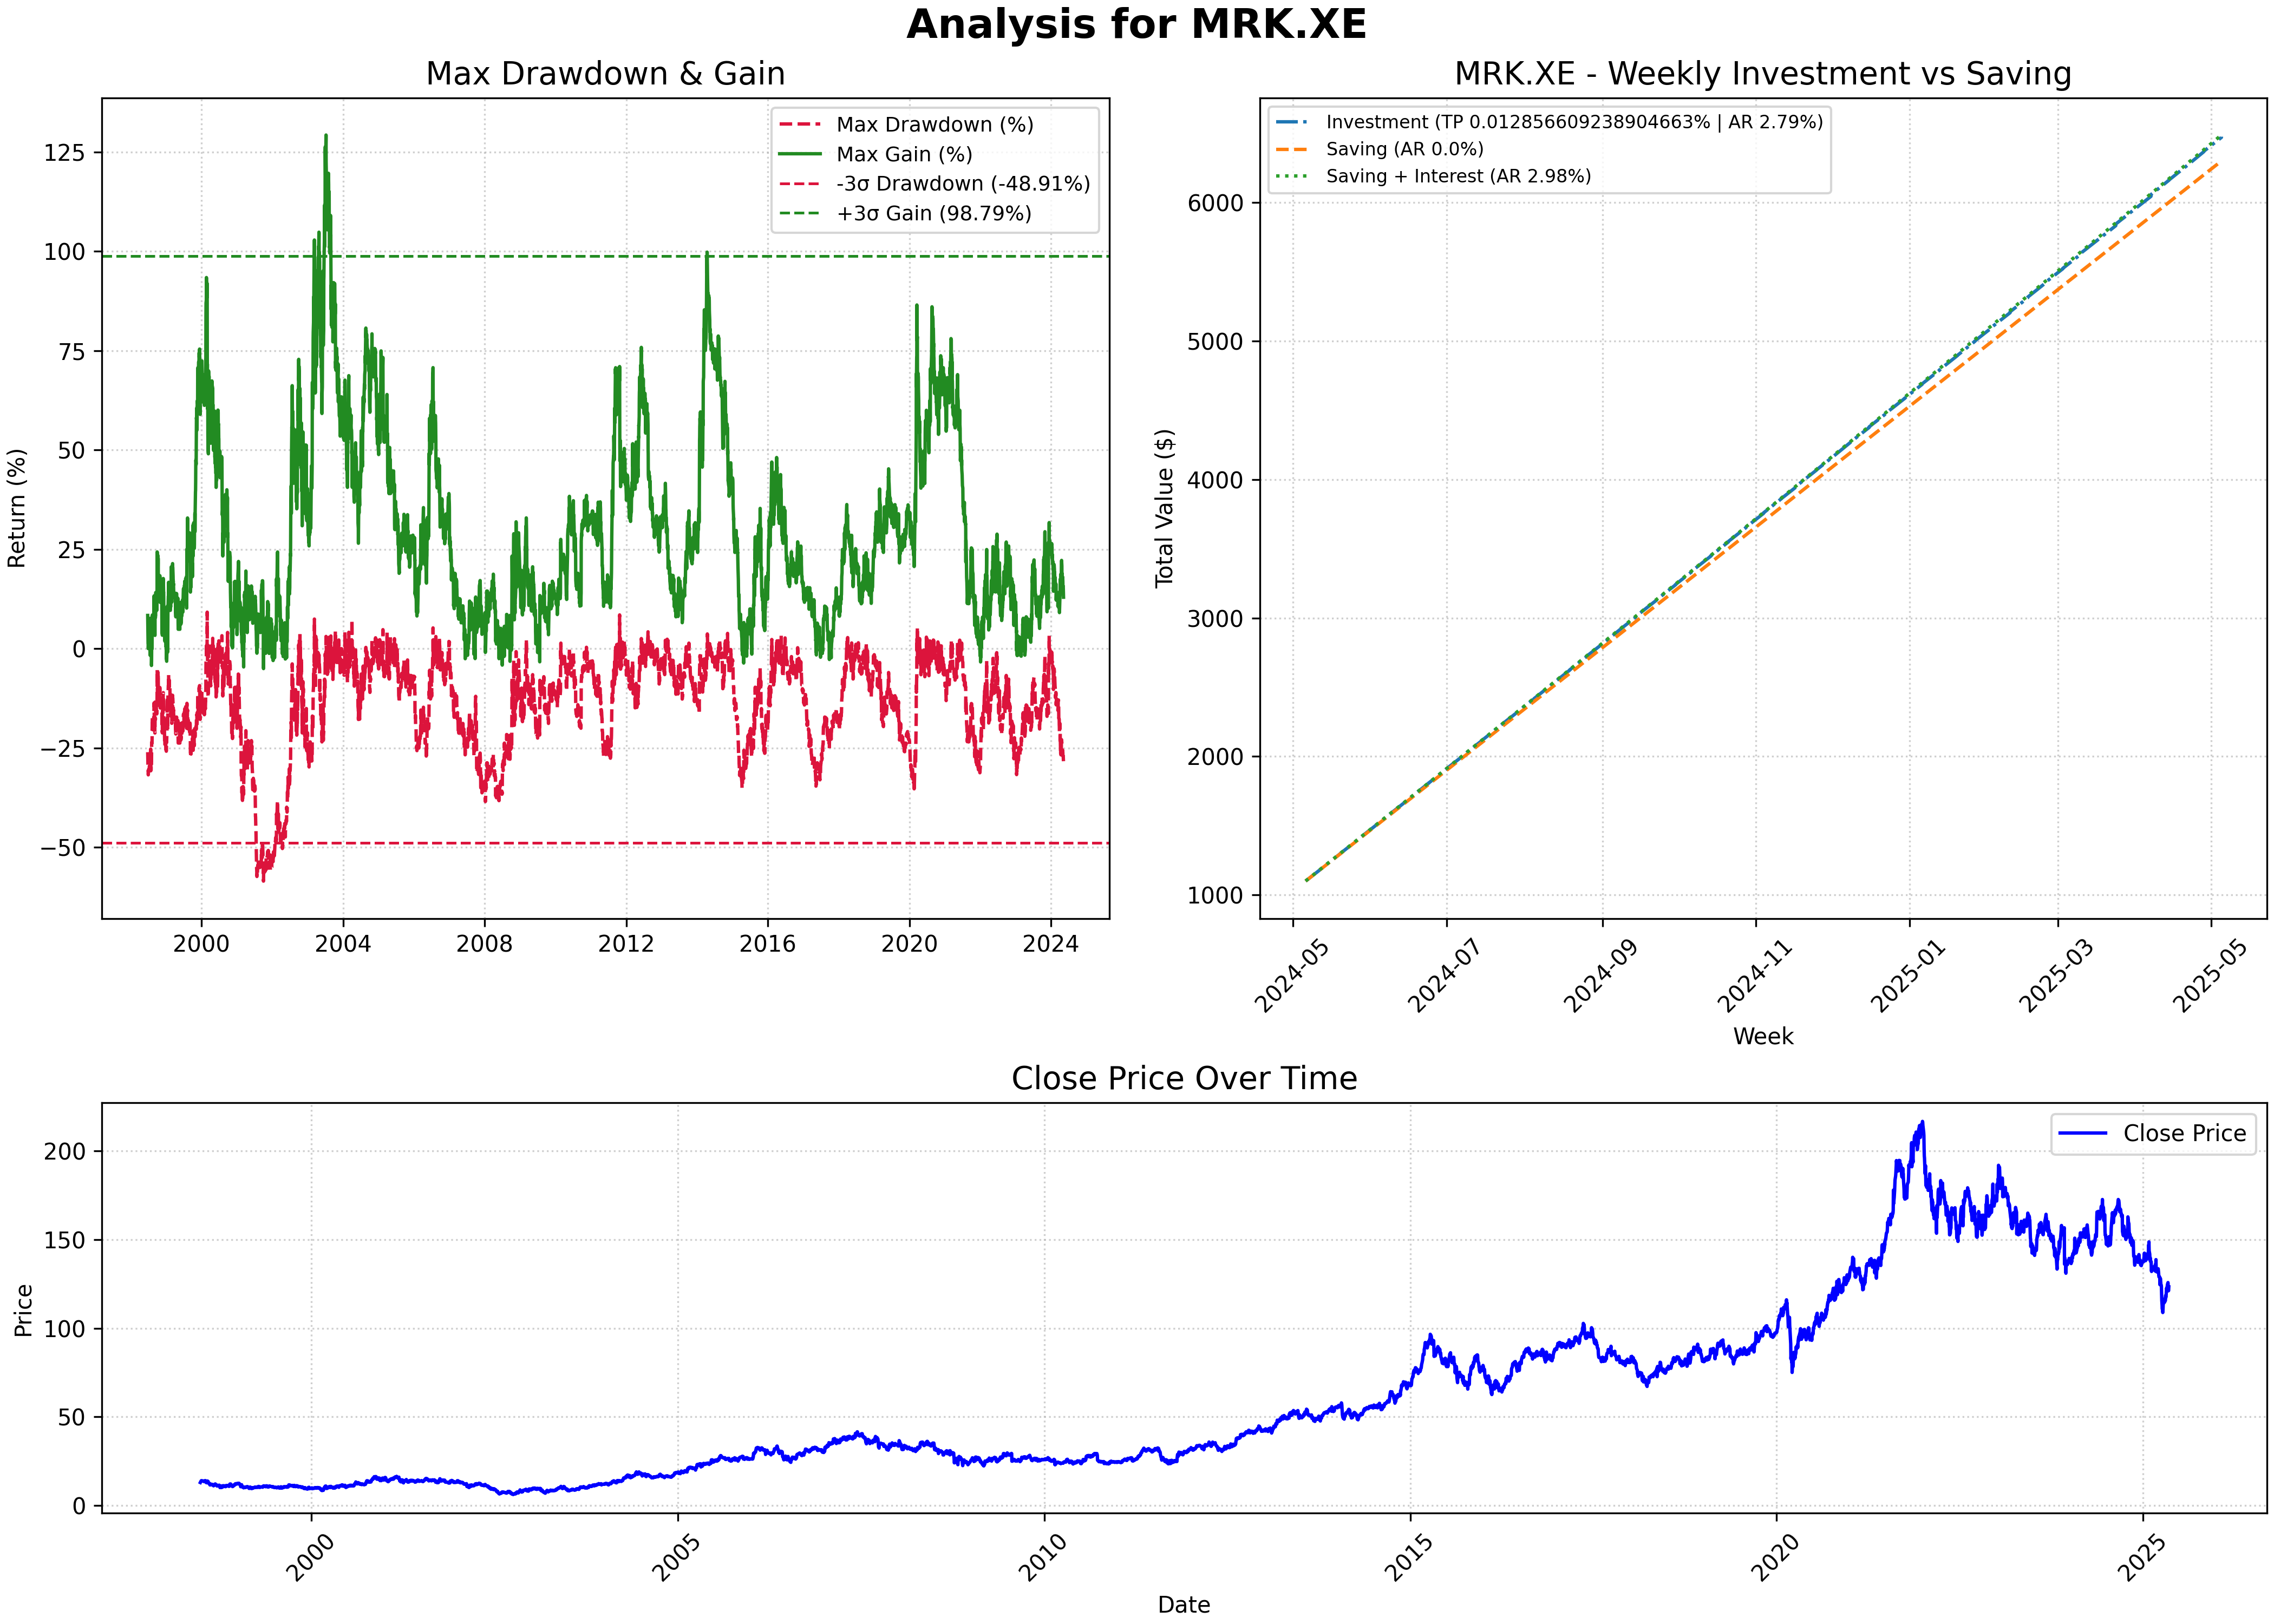 Analysis for MRK.XE
Max Drawdown & Gain
Return (%)
125
100
75
50
25
0
−25
−50
2000
2004
2008
2012
2016
2020
2024
Max Drawdown (%)
Max Gain (%)
-3σ Drawdown (-48.91%)
+3σ Gain (98.79%)
MRK.XE - Weekly Investment vs Saving
Total Value ($)
6000
5000
4000
3000
2000
1000
2024-05
2024-07
2024-09
2024-11
2025-01
2025-03
2025-05
Week
Investment (TP 0.012856609238904663% | AR 2.79%)
Saving (AR 0.0%)
Saving + Interest (AR 2.98%)
Close Price Over Time
Price
200
150
100
50
0
2000
2005
2010
2015
2020
2025
Date
Close Price